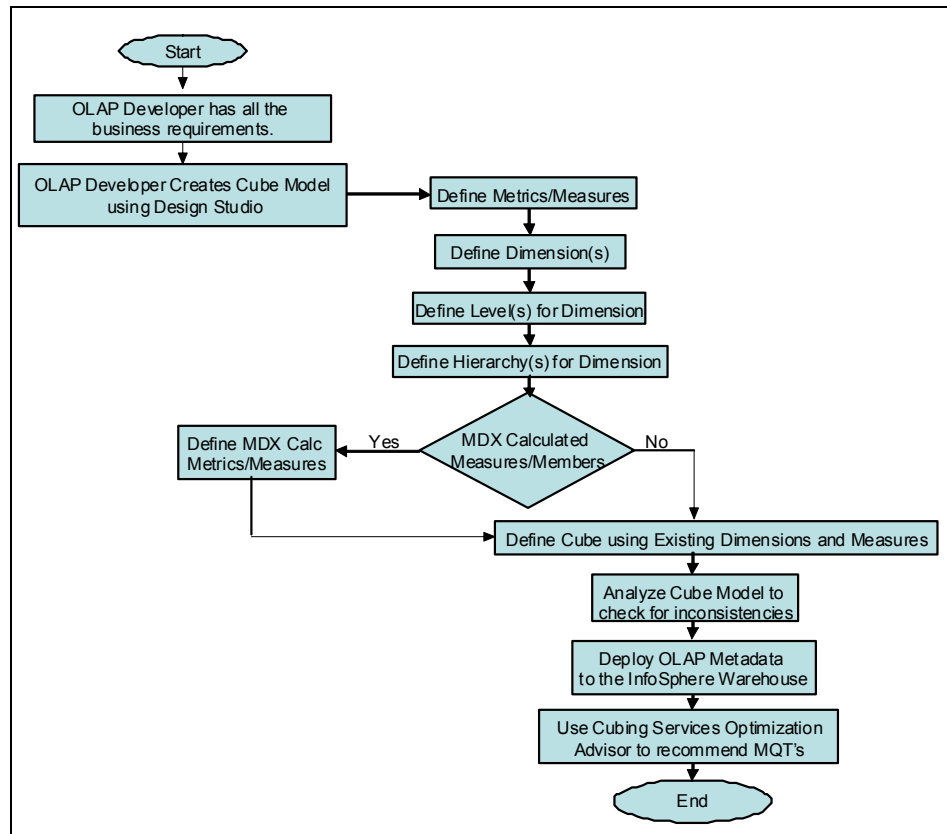 Start
OLAP Developer has all the
business requirements.
OLAP Developer Creates Cube Model
using Design Studio
Define Metrics/Measures
Define Dimension(s)
Define Level(s) for Dimension
Define Hierarchy(s) for Dimension
MDX Calculated
Measures/Members
Yes
No
Define MDX Calc
Metrics/Measures
Define Cube using Existing Dimensions and Measures
Analyze Cube Model to
check for inconsistencies
Deploy OLAP Metadata
to the InfoSphere Warehouse
Use Cubing Services Optimization
Advisor to recommend MQT's
End